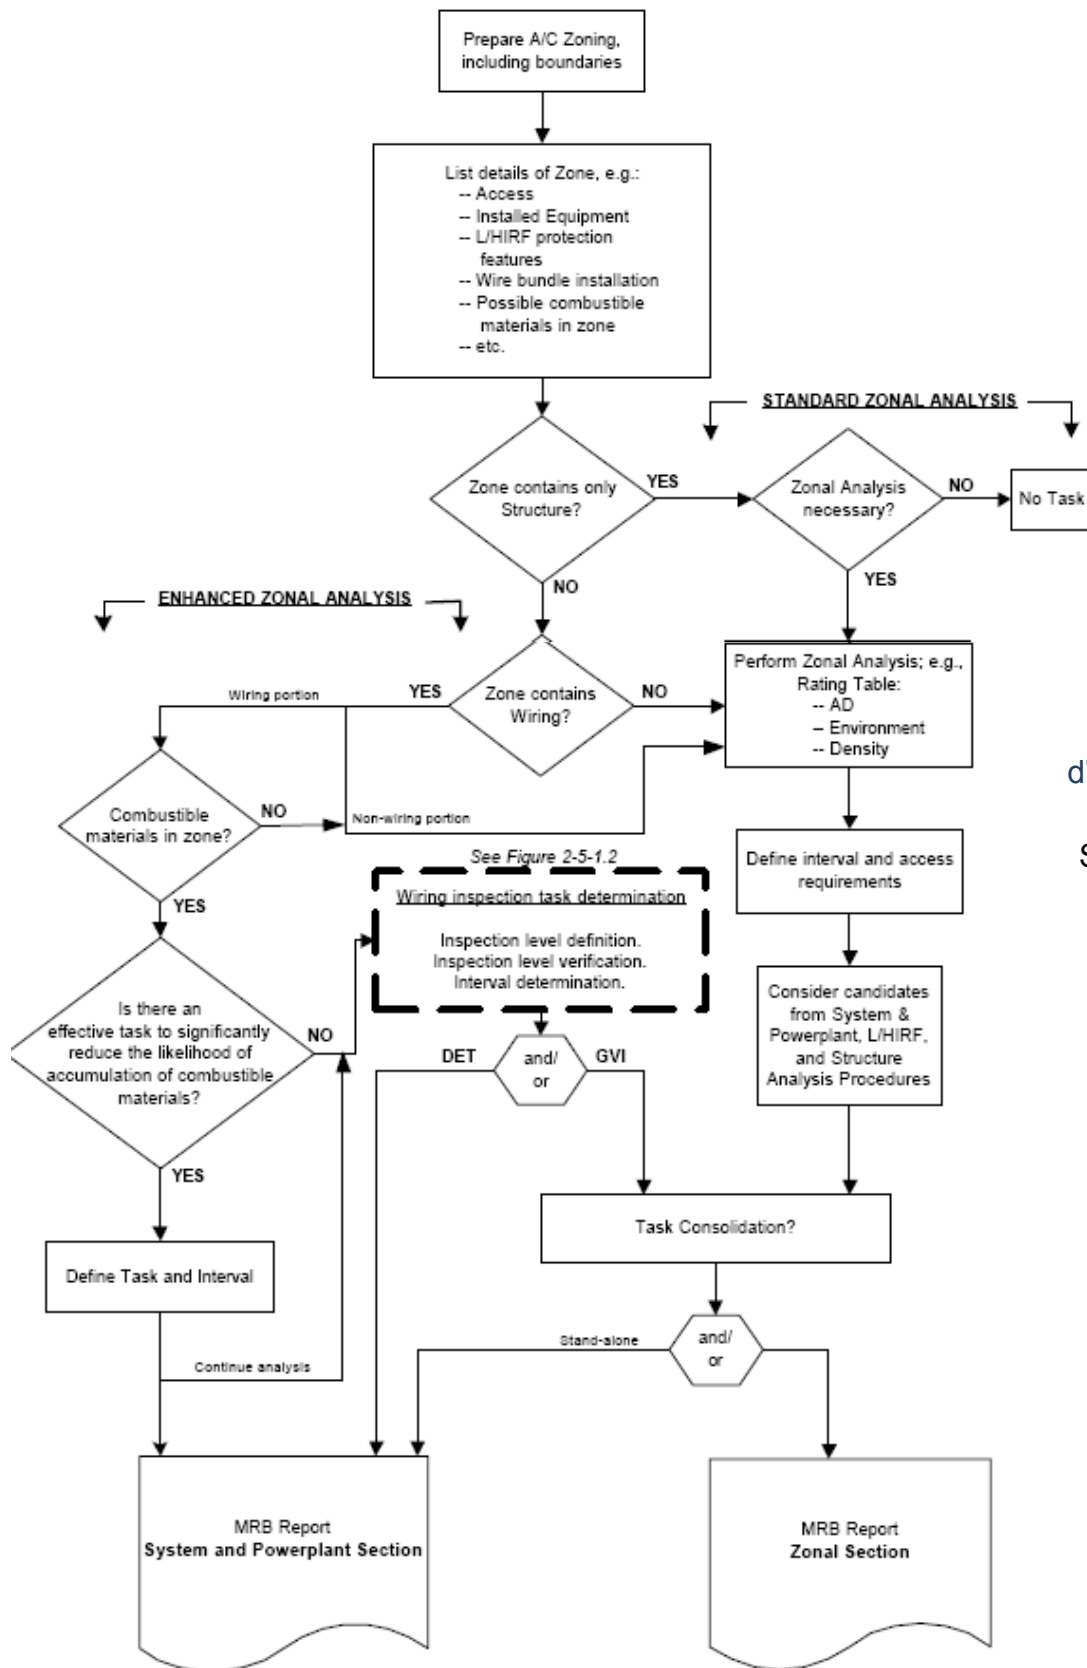 Prepare A/C Zoning,
including boundaries
List details of Zone, e.g.:
-- Access
-- Installed Equipment
-- L/HIRF protection
features
-- Wire bundle installation
-- Possible combustible
materials in zone
-- etc.
STANDARD ZONAL ANALYSIS
Zone contains only
Structure?
YES
Zonal Analysis
necessary?
NO
No Task
NO
YES
ENHANCED ZONAL ANALYSIS
Wiring portion
YES
Zone contains
Wiring?
NO
Perform Zonal Analysis; e.g.,
Rating Table:
-- AD
-- Environment
-- Density
d'
Combustible
materials in zone?
NO
Non-wiring portion
YES
See Figure 2-5-1.2
Wiring inspection task determination
Inspection level definition.
Inspection level verification.
Interval determination.
Define interval and access
requirements
S
Is there an
effective task to significantly
reduce the likelihood of
accumulation of combustible
materials?
NO
YES
DET
and/
or
GVI
Consider candidates
from System &
Powerplant, L/HIRF,
and Structure
Analysis Procedures
Task Consolidation?
Define Task and Interval
Continue analysis
Stand-alone
and/
or
MRB Report
System and Powerplant Section
MRB Report
Zonal Section